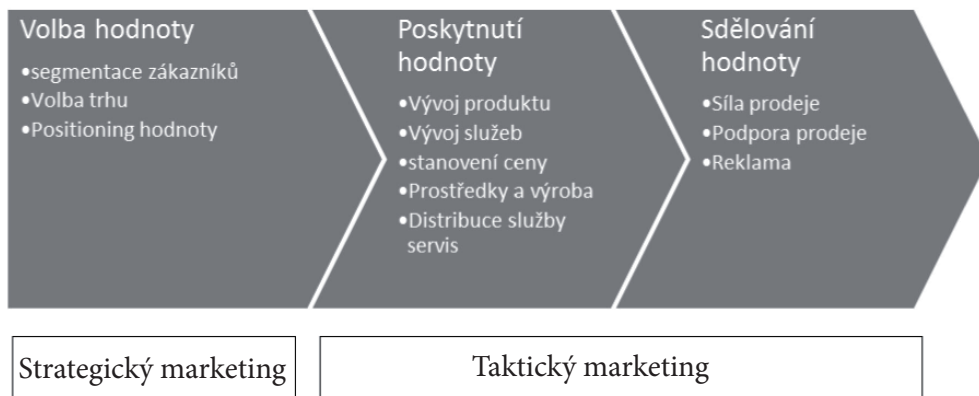 Volba hodnoty
•segmentace zákazníků
•Volba trhu
•Positioning hodnoty
Poskytnutí
hodnoty
•Vývoj produktu
•Vývoj služeb
•stanovení ceny
•Prostředky a výroba
•Distribuce služby
servis
Sdělování
hodnoty
•Síla prodeje
•Podpora prodeje
•Reklama
Strategický marketing
Taktický marketing